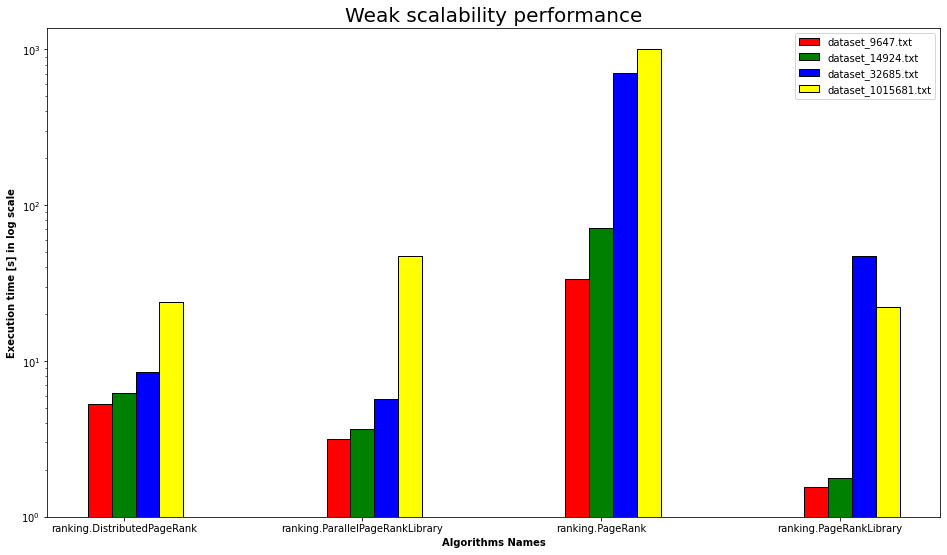 Weak scalability performance
dataset_9647.txt
dataset_14924.txt
dataset_32685.txt
dataset_1015681.txt
Execution time [s] in log scale
10³
10²
10¹
10⁰
ranking.DistributedPageRank
ranking.ParallelPageRankLibrary
ranking.PageRank
ranking.PageRankLibrary
Algorithms Names